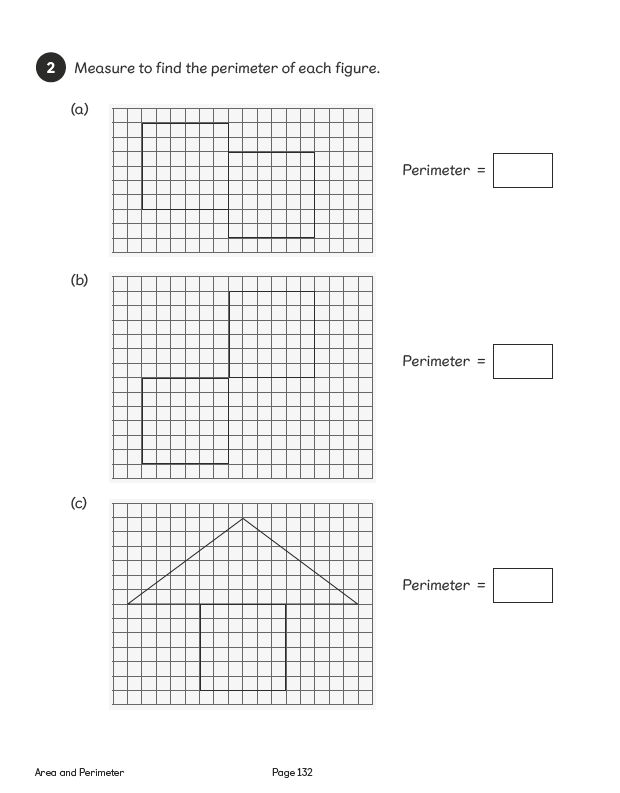 2 Measure to find the perimeter of each figure.
(a)
Perimeter =
(b)
Perimeter =
(c)
Perimeter =
Area and Perimeter Page 132